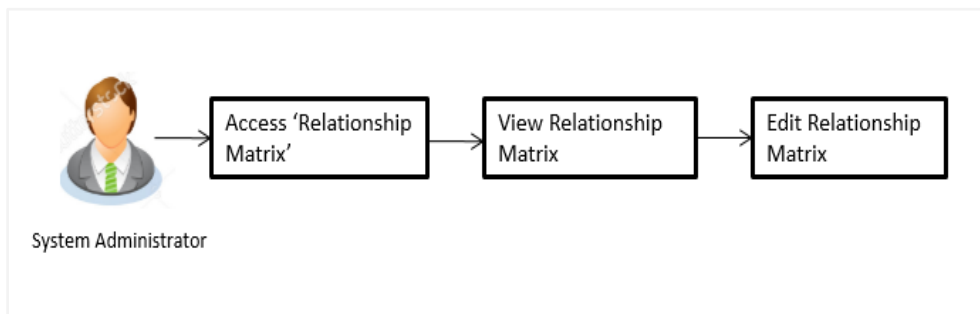 Access ‘Relationship
Matrix’
View Relationship
Matrix
Edit Relationship
Matrix
System Administrator